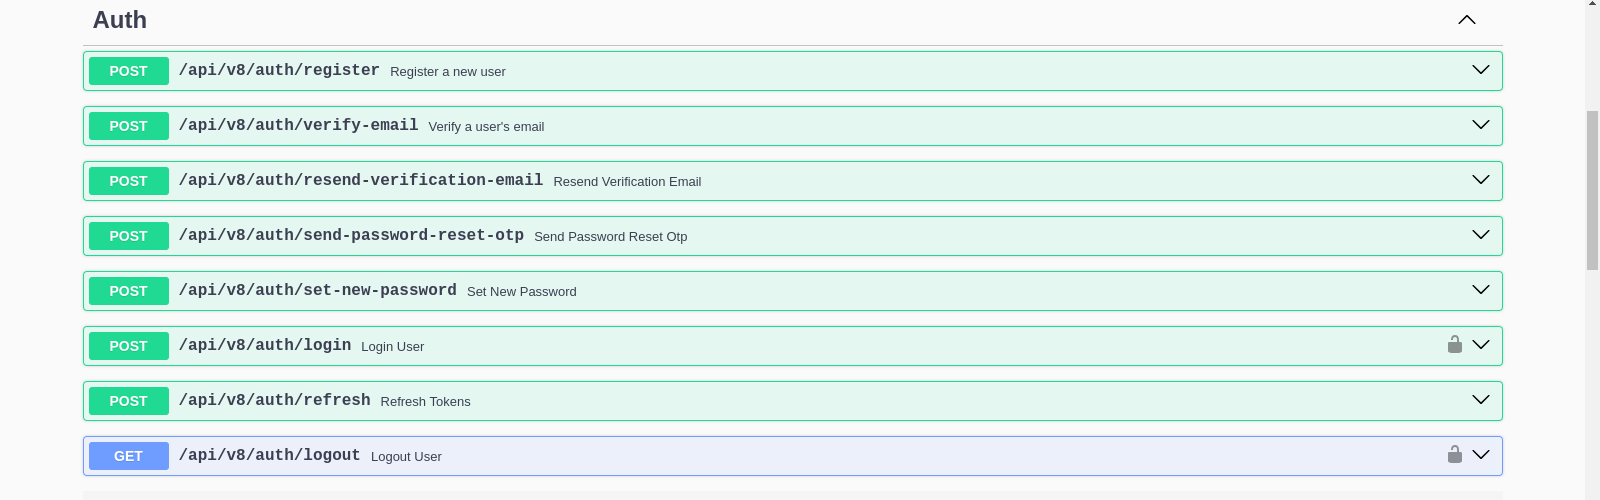 Auth
POST /api/v8/auth/register Register a new user
POST /api/v8/auth/verify-email Verify a user's email
POST /api/v8/auth/resend-verification-email Resend Verification Email
POST /api/v8/auth/send-password-reset-otp Send Password Reset Otp
POST /api/v8/auth/set-new-password Set New Password
POST /api/v8/auth/login Login User
POST /api/v8/auth/refresh Refresh Tokens
GET /api/v8/auth/logout Logout User